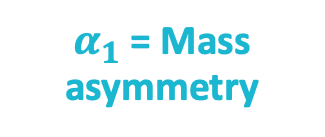 α₁ = Mass
asymmetry